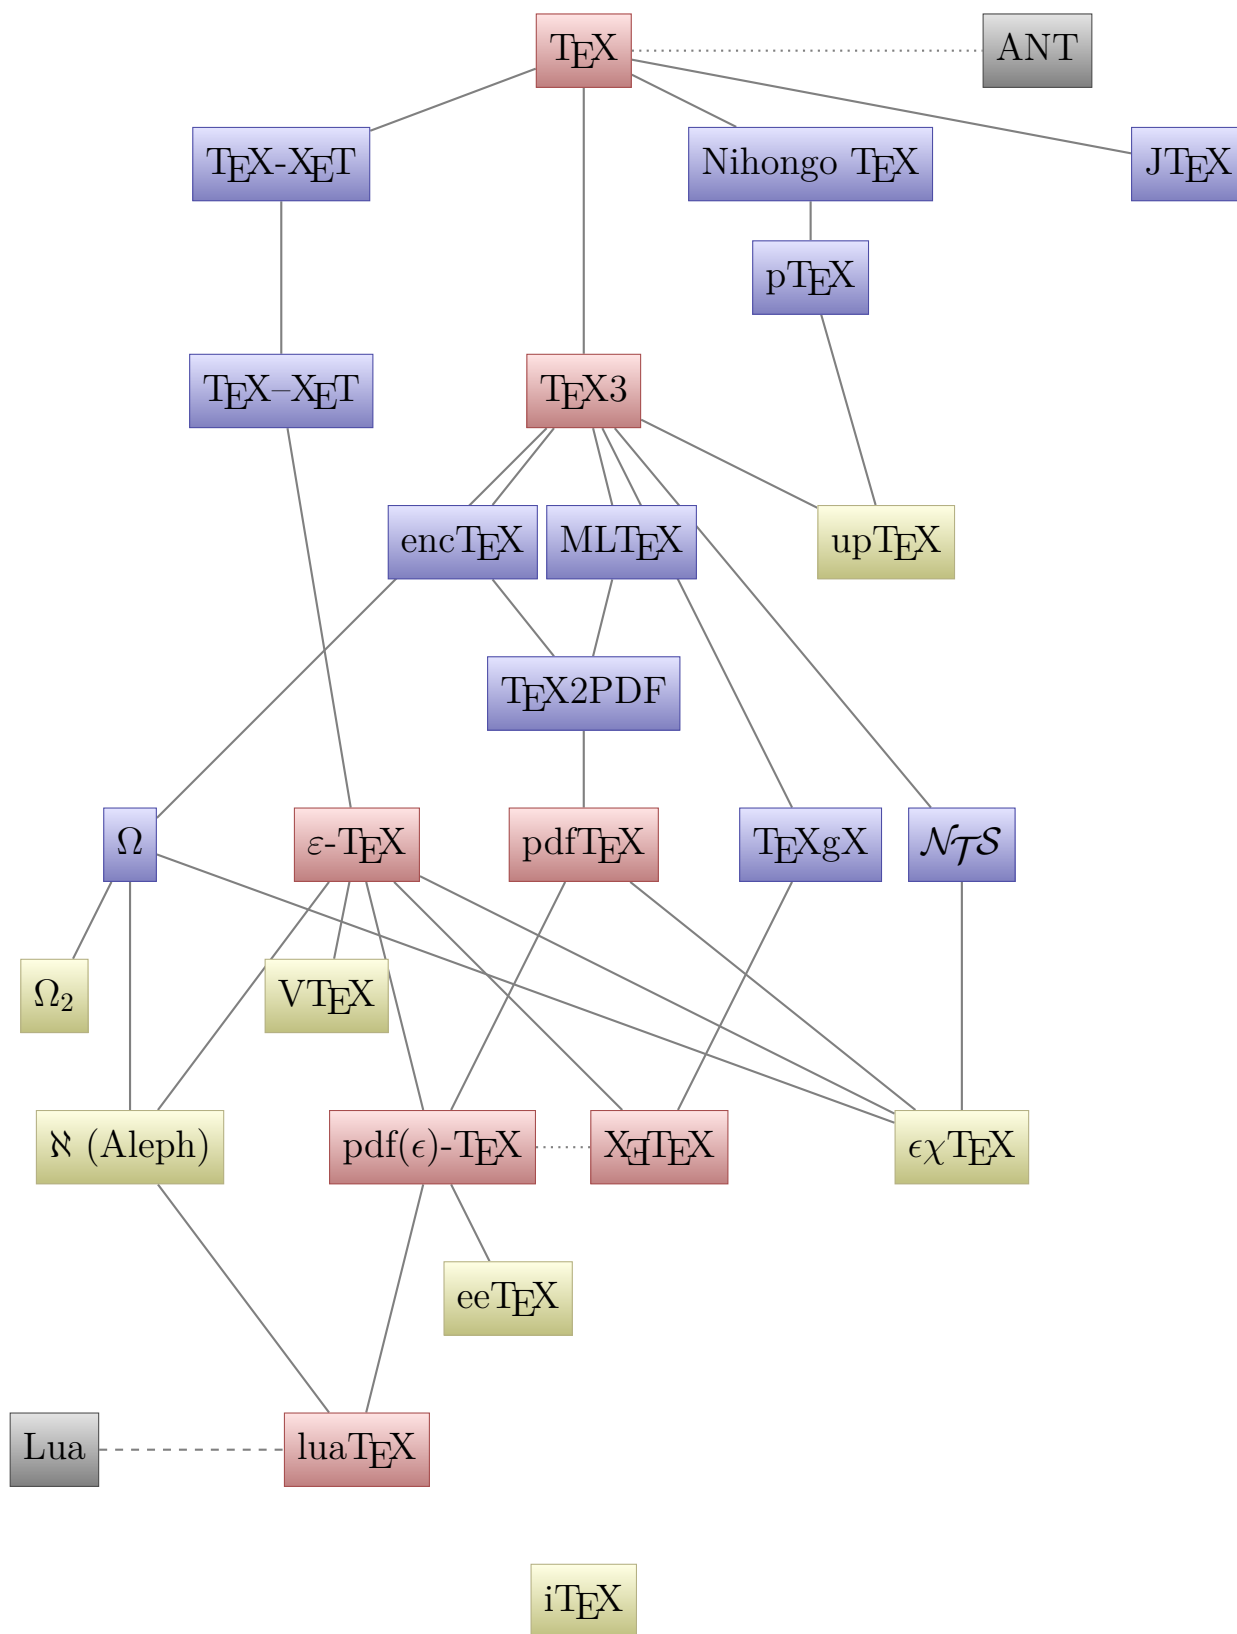 TEX
ANT
TEX-XET
Nihongo TEX
JTEX
pTEX
TEX–XET
TEX3
encTEX
MLTEX
upTEX
TEX2PDF
Ω
ε-TEX
pdfTEX
TEXgX
NTS
Ω₂
VTEX
ℵ (Aleph)
pdf(ϵ)-TEX
XƎTEX
ϵχTEX
eeTEX
Lua
luaTEX
iTEX